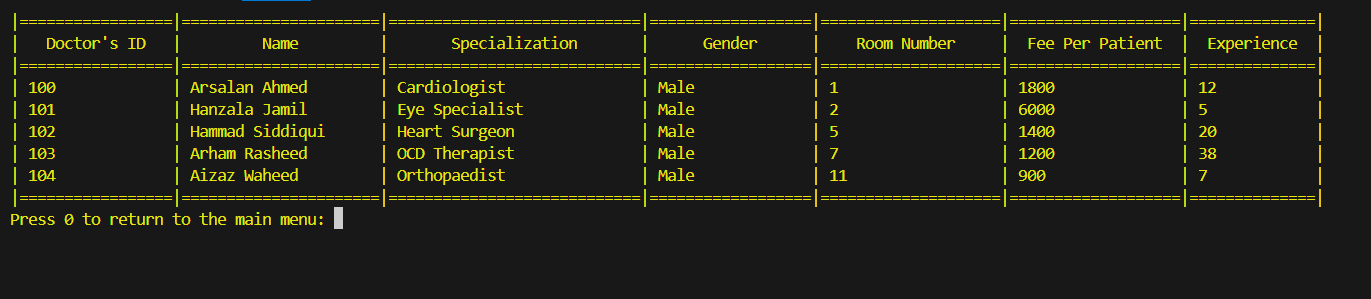 |=================|======================|============================|==================|====================|===================|==============|
|   Doctor's ID   |         Name         |       Specialization       |      Gender      |    Room Number     |  Fee Per Patient  |  Experience  |
|=================|======================|============================|==================|====================|===================|==============|
| 100             | Arsalan Ahmed        | Cardiologist               | Male             | 1                  | 1800              | 12           |
| 101             | Hanzala Jamil        | Eye Specialist             | Male             | 2                  | 6000              | 5            |
| 102             | Hammad Siddiqui      | Heart Surgeon              | Male             | 5                  | 1400              | 20           |
| 103             | Arham Rasheed        | OCD Therapist              | Male             | 7                  | 1200              | 38           |
| 104             | Aizaz Waheed         | Orthopaedist               | Male             | 11                 | 900               | 7            |
|=================|======================|============================|==================|====================|===================|==============|
Press 0 to return to the main menu: